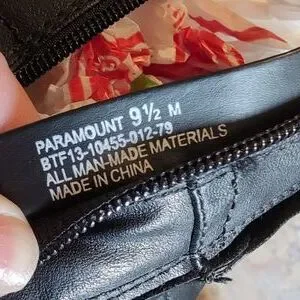 PARAMOUNT 9½ M
BTF13-10455-012-79
ALL MAN-MADE MATERIALS
MADE IN CHINA